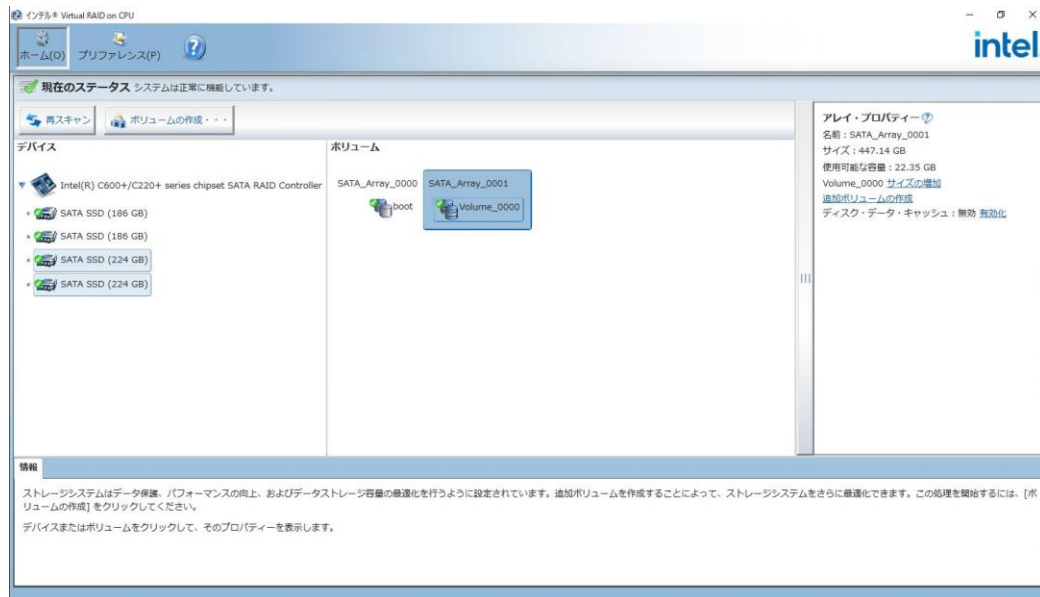 インテル® Virtual RAID on CPU
ホーム(O)
プリファレンス(P)
intel.
現在のステータス システムは正常に機能しています。
再スキャン
ボリュームの作成・・・
デバイス
Intel(R) C600+/C220+ series chipset SATA RAID Controller
SATA SSD (186 GB)
SATA SSD (186 GB)
SATA SSD (224 GB)
SATA SSD (224 GB)
ボリューム
SATA_Array_0000
boot
SATA_Array_0001
Volume_0000
アレイ・プロパティー
名前：SATA_Array_0001
サイズ：447.14 GB
使用可能な容量：22.35 GB
Volume_0000 サイズの増加
追加ボリュームの作成
ディスク・データ・キャッシュ：無効 有効化
情報
ストレージシステムはデータ保護、パフォーマンスの向上、およびデータストレージ容量の最適化を行うように設定されています。追加ボリュームを作成することによって、ストレージシステムをさらに最適化できます。この処理を開始するには、[ボ
リュームの作成] をクリックしてください。
デバイスまたはボリュームをクリックして、そのプロパティーを表示します。